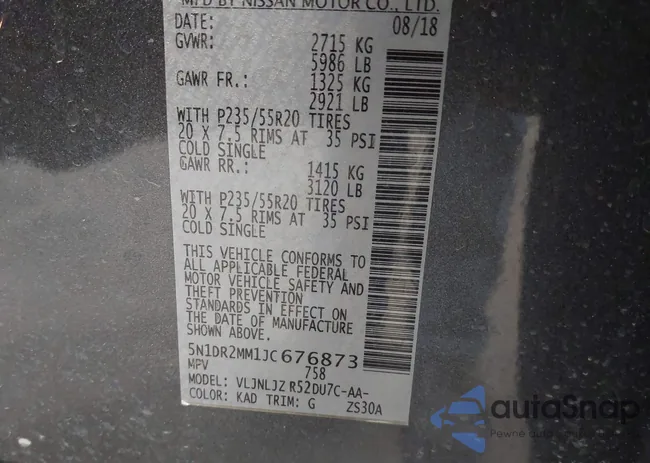 MFD BY NISSAN MOTOR CO., LTD.
DATE: 08/18
GVWR: 2715 KG
5986 LB
GAWR FR.: 1325 KG
2921 LB
WITH P235/55R20 TIRES
20 X 7.5 RIMS AT 35 PSI
COLD SINGLE
GAWR RR.: 1415 KG
3120 LB
WITH P235/55R20 TIRES
20 X 7.5 RIMS AT 35 PSI
COLD SINGLE
THIS VEHICLE CONFORMS TO
ALL APPLICABLE FEDERAL
MOTOR VEHICLE SAFETY AND
THEFT PREVENTION
STANDARDS IN EFFECT ON
THE DATE OF MANUFACTURE
SHOWN ABOVE.
5N1DR2MM1JC676873
MPV 758
MODEL: VLJNLJZ R52DU7C-AA-
COLOR: KAD TRIM: G ZS30A
autoSnap
Pewne auto